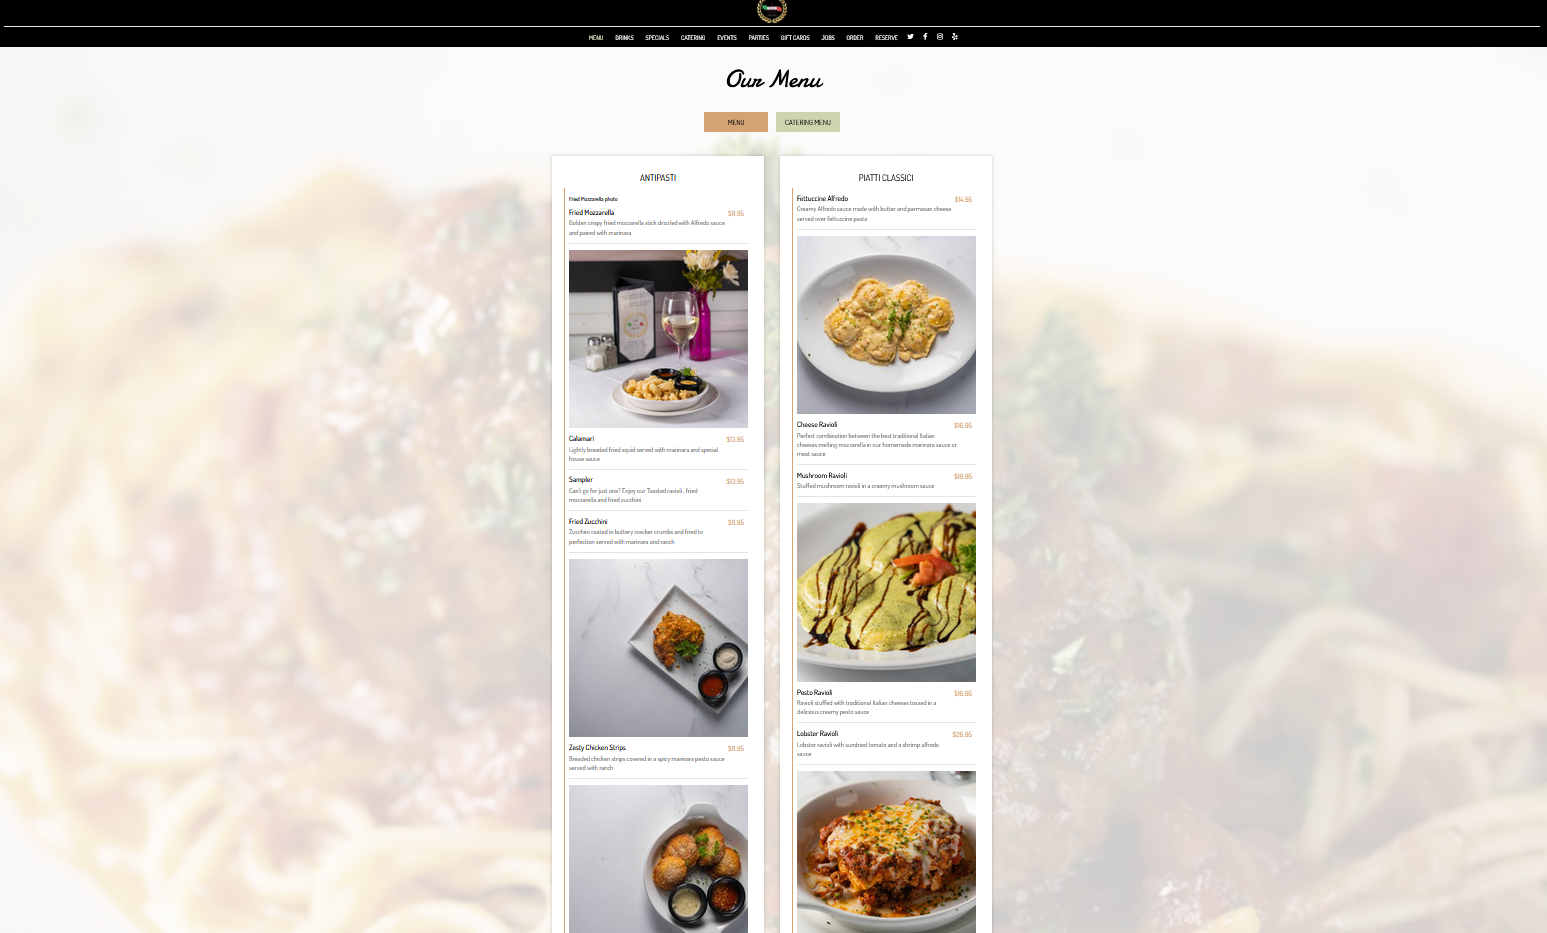 MENU DRINKS SPECIALS CATERING EVENTS PARTIES GIFT CARDS JOBS ORDER RESERVE
Our Menu
MENU CATERING MENU
ANTIPASTI
Fried Mozzarella photo
Fried Mozzarella $11.95
Golden crispy fried mozzarella stick drizzled with Alfredo sauce
and paired with marinara
Calamari $13.95
Lightly breaded fried squid served with marinara and special
house sauce
Sampler $13.95
Can't go for just one? Enjoy our Toasted ravioli, fried
mozzarella and fried zucchini
Fried Zucchini $11.95
Zucchini coated in buttery cracker crumbs and fried to
perfection served with marinara and ranch
Zesty Chicken Strips $11.95
Breaded chicken strips covered in a spicy marinara pesto sauce
served with ranch
PIATTI CLASSICI
Fettuccine Alfredo $14.95
Creamy Alfredo sauce made with butter and parmesan cheese
served over fettuccine pasta
Cheese Ravioli $16.95
Perfect combination between the best traditional Italian
cheeses melting mozzarella in our homemade marinara sauce or
meat sauce
Mushroom Ravioli $19.95
Stuffed mushroom ravioli in a creamy mushroom sauce
Pesto Ravioli $16.95
Ravioli stuffed with traditional Italian cheeses tossed in a
delicious creamy pesto sauce
Lobster Ravioli
Lobster ravioli with sundried tomato and a shrimp alfredo
sauce